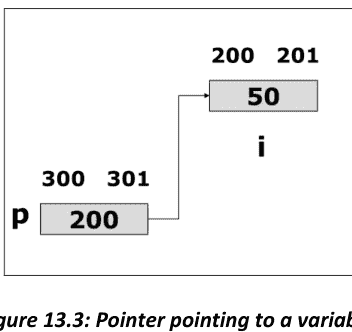 200 201
50
i
300 301
p 200
gure 13.3: Pointer pointing to a variab